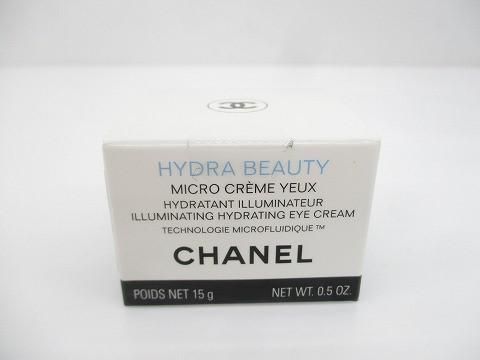 HYDRA BEAUTY
MICRO CRÈME YEUX
HYDRATANT ILLUMINATEUR
ILLUMINATING HYDRATING EYE CREAM
TECHNOLOGIE MICROFLUIDIQUE™
CHANEL
POIDS NET 15 g NET WT. 0.5 OZ.